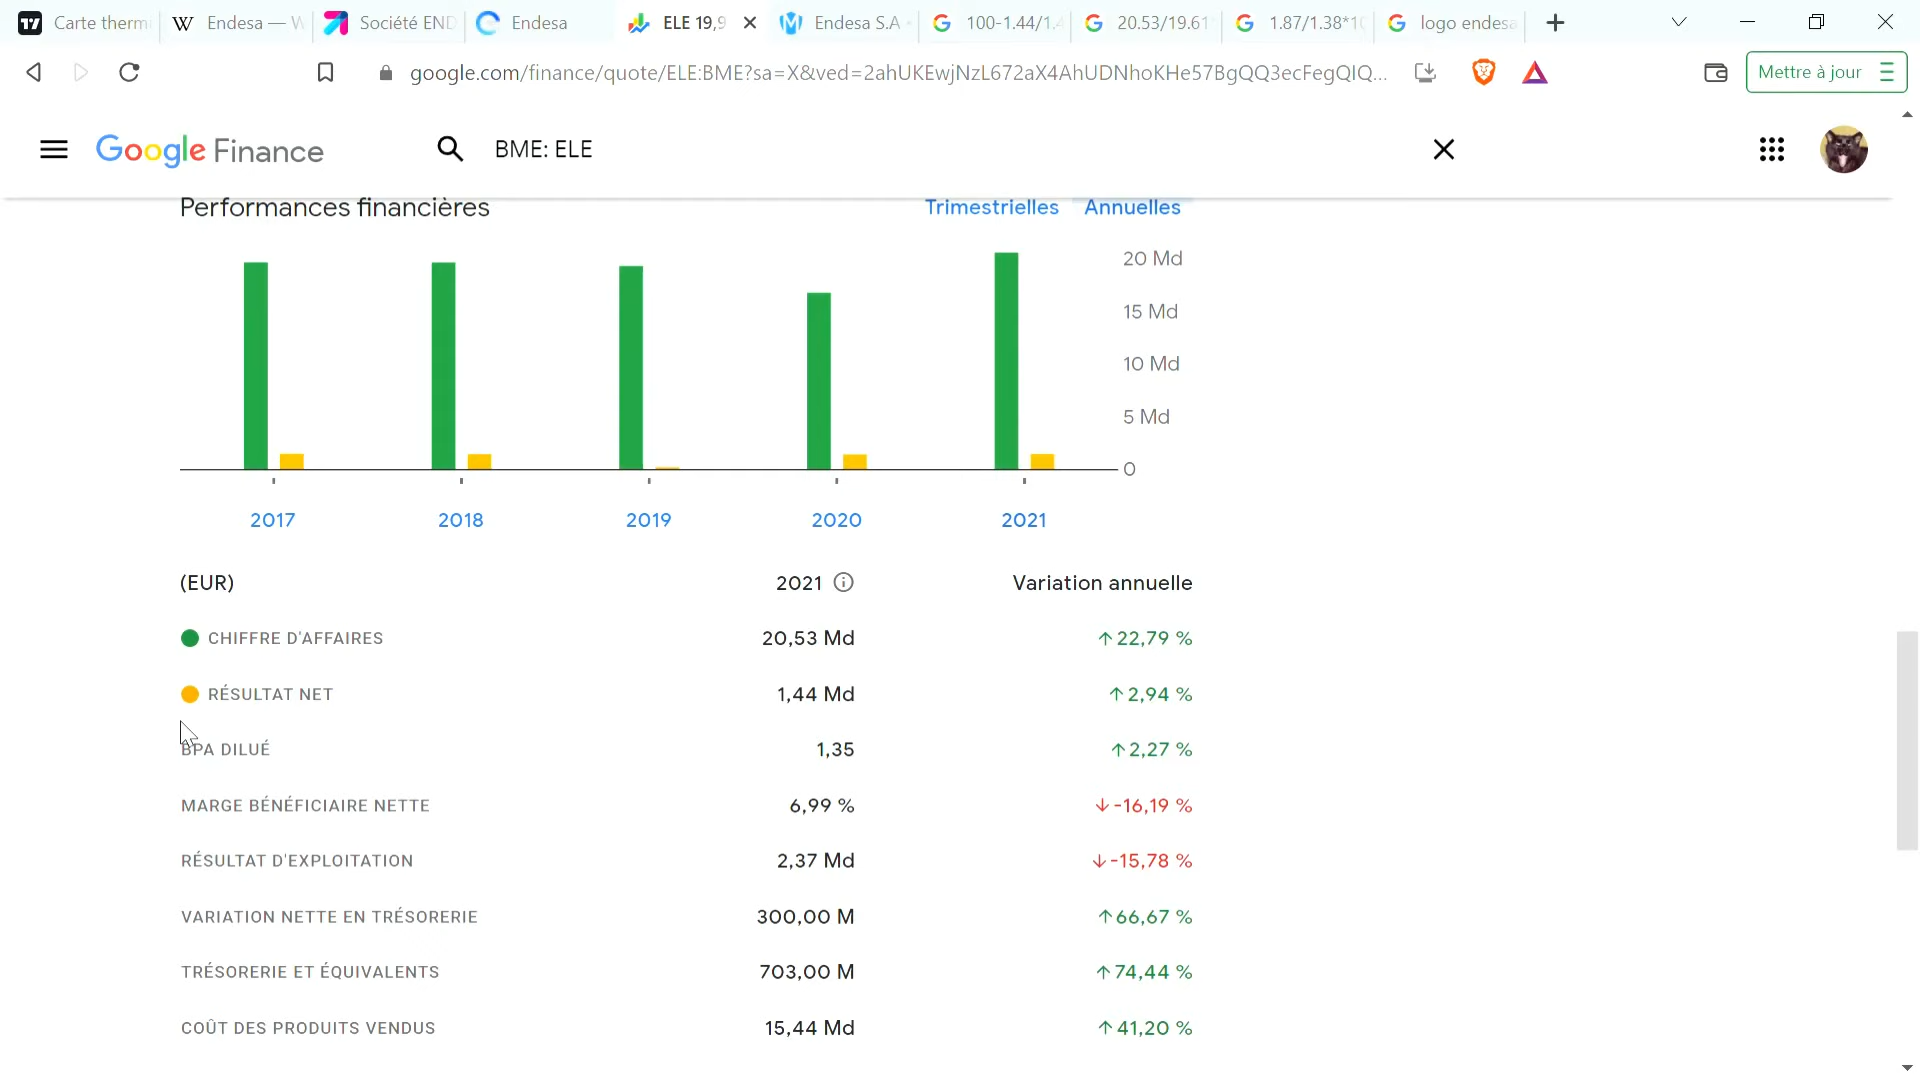 Carte therm
Endesa — W
Société END
Endesa
ELE 19,9
Endesa S.A
100-1.44/1.4
20.53/19.61
1.87/1.38*10
logo endesa
google.com/finance/quote/ELE:BME?sa=X&ved=2ahUKEwjNzL672aX4AhUDNhoKHe57BgQQ3ecFegQIQ...
Mettre à jour
Google Finance
BME: ELE
Performances financières
Trimestrielles Annuelles
20 Md
15 Md
10 Md
5 Md
0
2017 2018 2019 2020 2021
(EUR) 2021 Variation annuelle
CHIFFRE D'AFFAIRES 20,53 Md ↑22,79 %
RÉSULTAT NET 1,44 Md ↑2,94 %
BPA DILUÉ 1,35 ↑2,27 %
MARGE BÉNÉFICIAIRE NETTE 6,99 % ↓-16,19 %
RÉSULTAT D'EXPLOITATION 2,37 Md ↓-15,78 %
VARIATION NETTE EN TRÉSORERIE 300,00 M ↑66,67 %
TRÉSORERIE ET ÉQUIVALENTS 703,00 M ↑74,44 %
COÛT DES PRODUITS VENDUS 15,44 Md ↑41,20 %